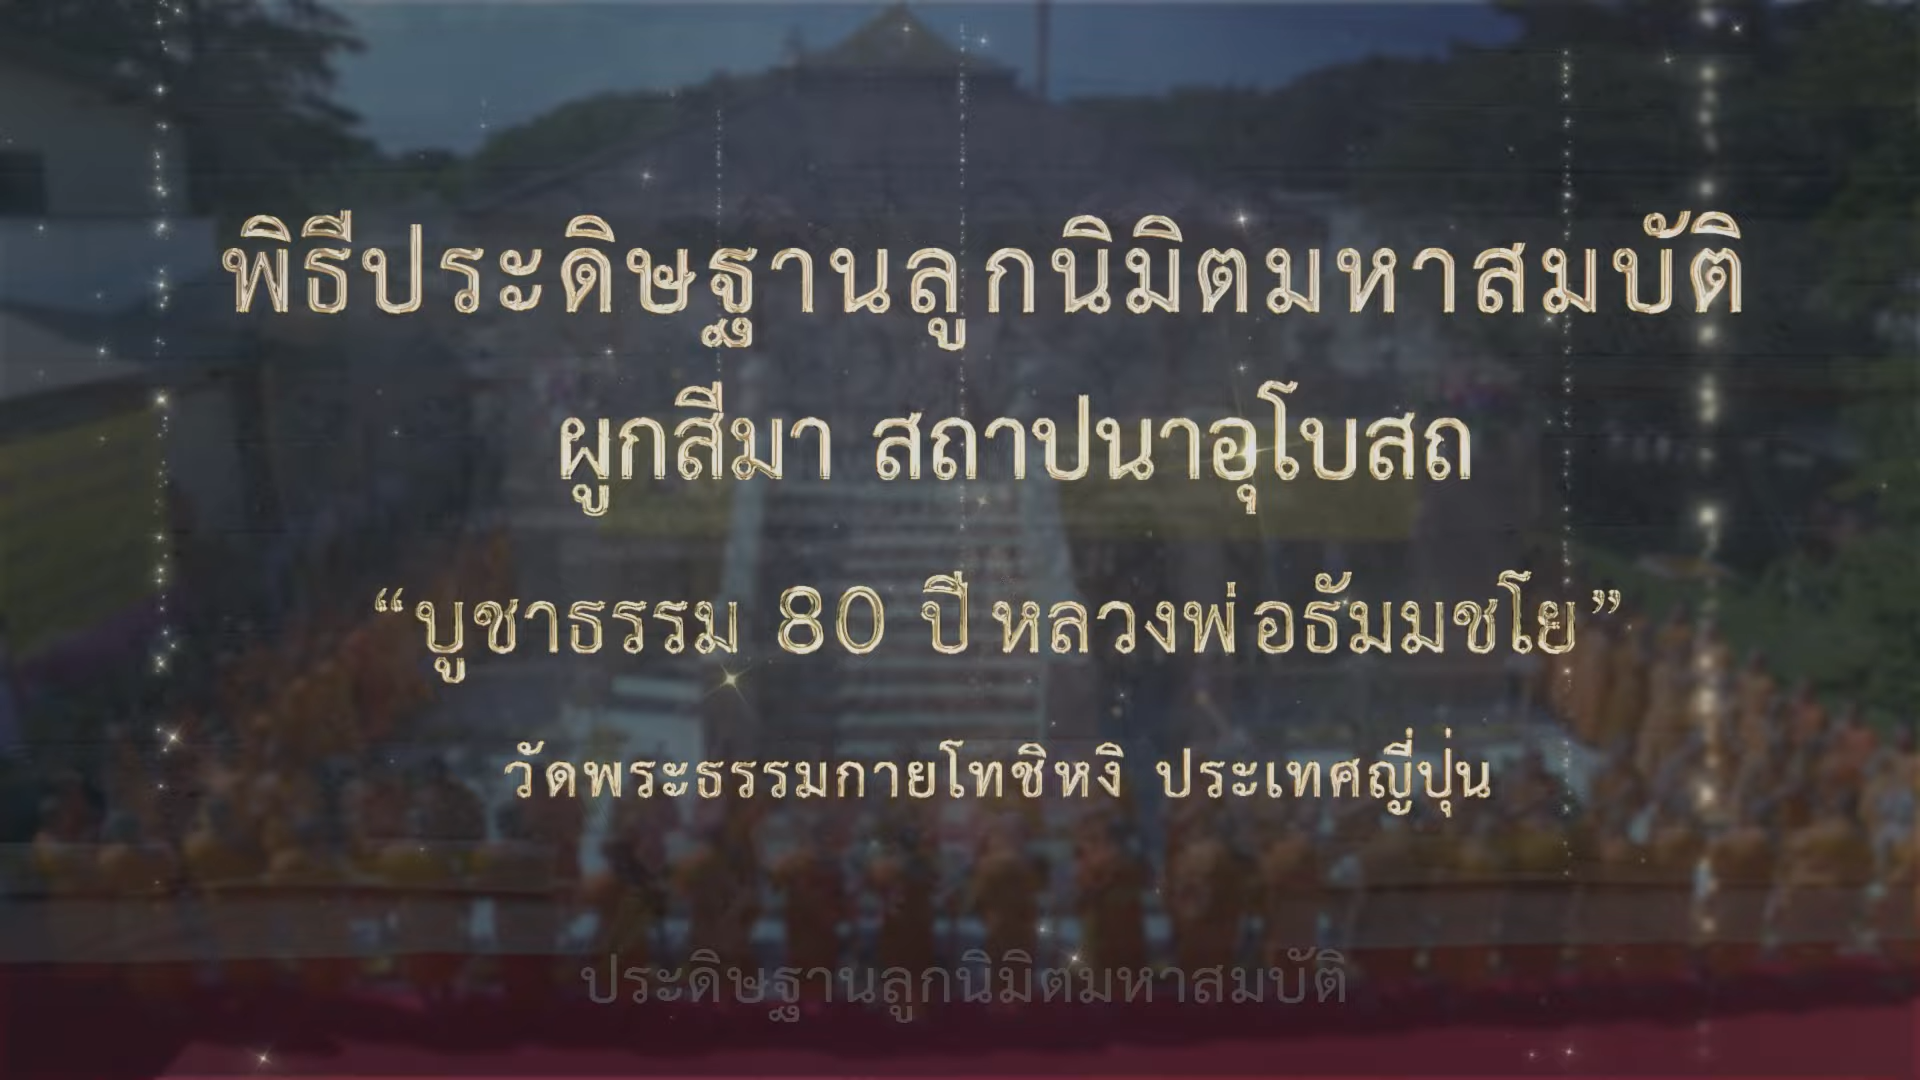 พิธีประดิษฐานลูกนิมิตมหาสมบัติ
ผูกสีมา สถาปนาอุโบสถ
“บูชาธรรม 80 ปี หลวงพ่อธัมมชโย”
วัดพระธรรมกายโทชิหงิ ประเทศญี่ปุ่น
ประดิษฐานลูกนิมิตมหาสมบัติ